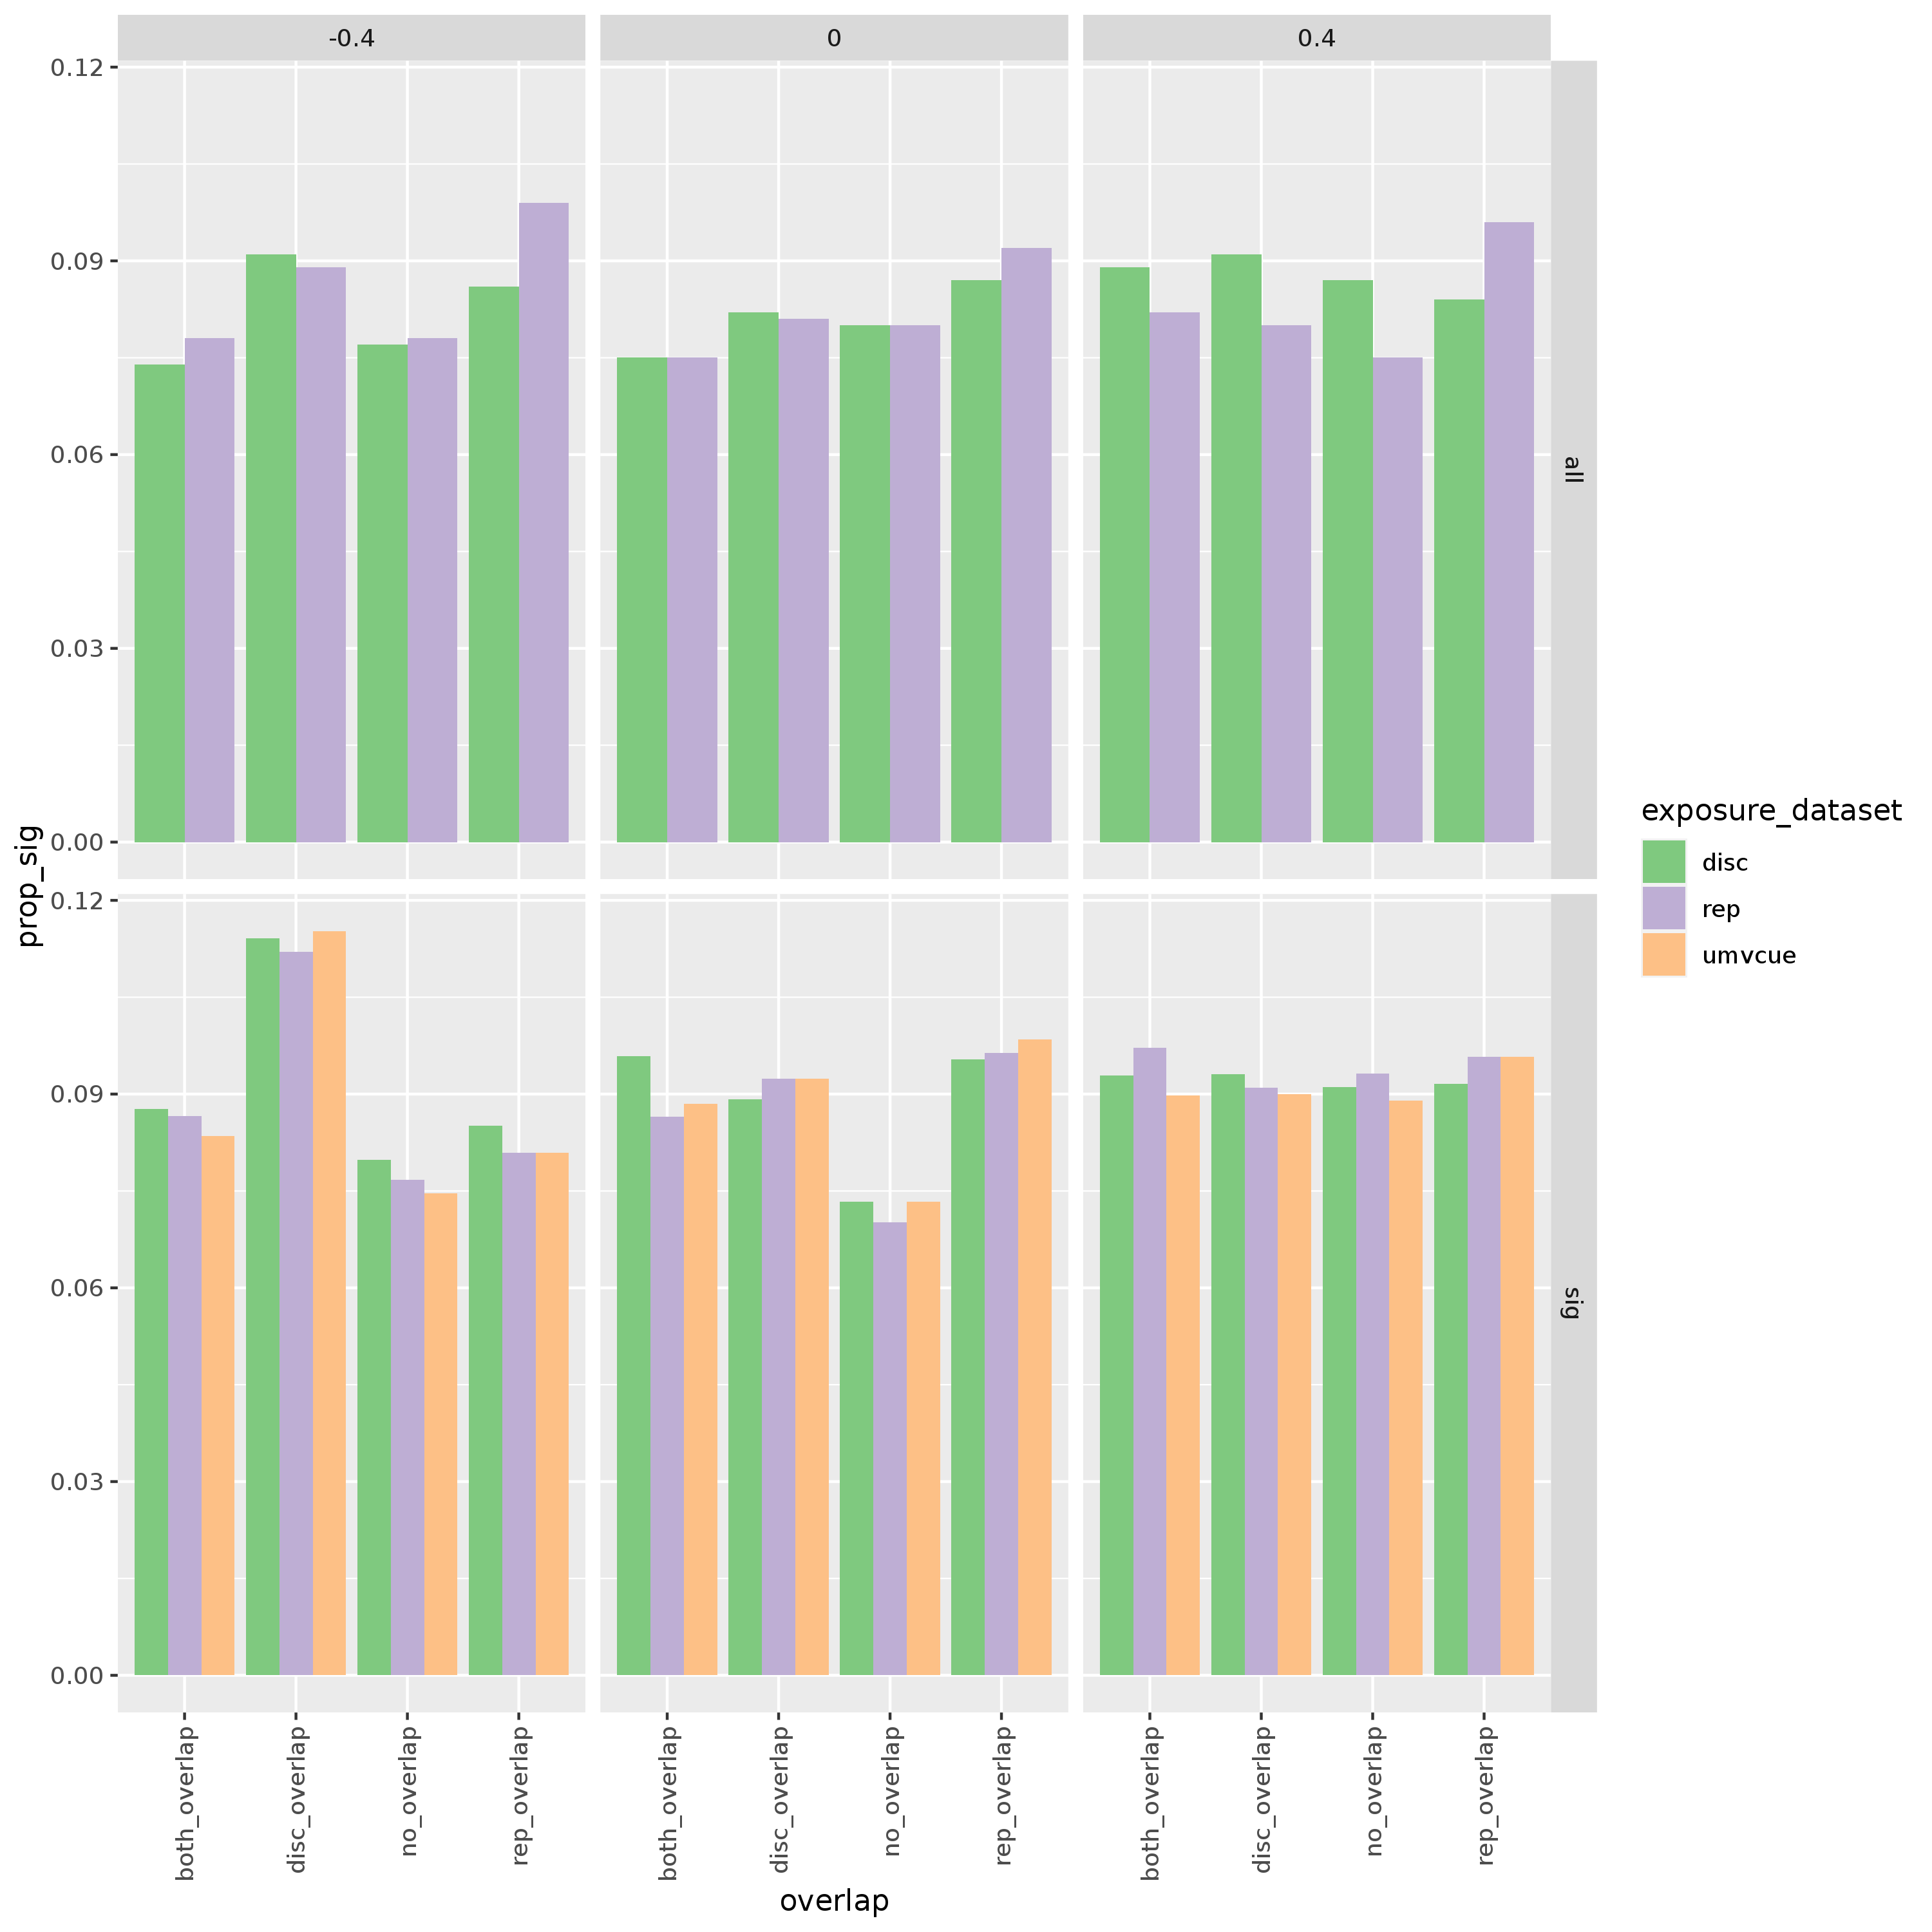 -0.4
0
0.4
0.12
0.09
0.06
0.03
0.00
all
0.12
0.09
0.06
0.03
0.00
sig
prop_sig
both_overlap
disc_overlap
no_overlap
rep_overlap
both_overlap
disc_overlap
no_overlap
rep_overlap
both_overlap
disc_overlap
no_overlap
rep_overlap
overlap
exposure_dataset
disc
rep
umvcue